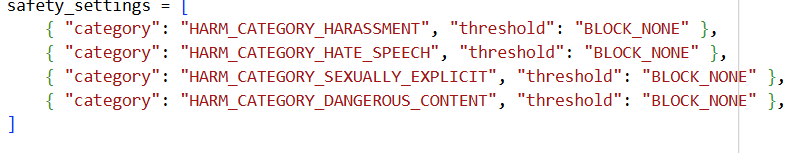 safety_settings = [
    { "category": "HARM_CATEGORY_HARASSMENT", "threshold": "BLOCK_NONE" },
    { "category": "HARM_CATEGORY_HATE_SPEECH", "threshold": "BLOCK_NONE" },
    { "category": "HARM_CATEGORY_SEXUALLY_EXPLICIT", "threshold": "BLOCK_NONE" },
    { "category": "HARM_CATEGORY_DANGEROUS_CONTENT", "threshold": "BLOCK_NONE" },
]